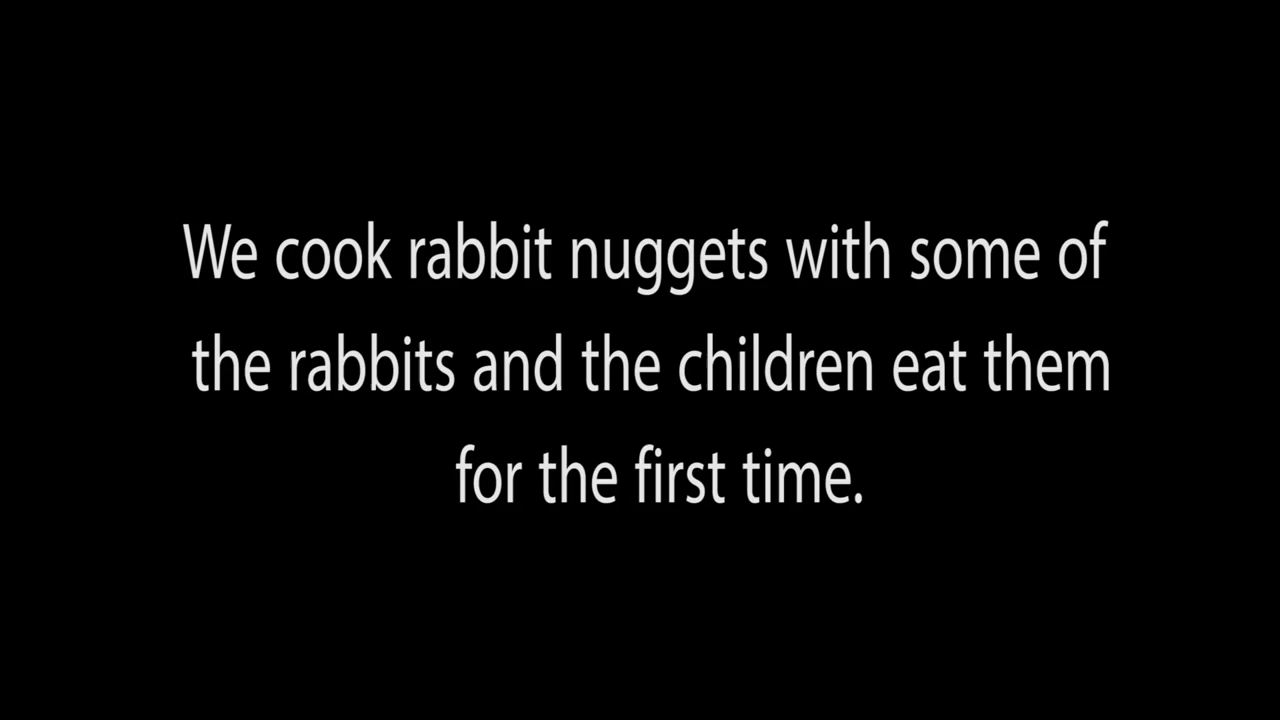 We cook rabbit nuggets with some of
the rabbits and the children eat them
for the first time.